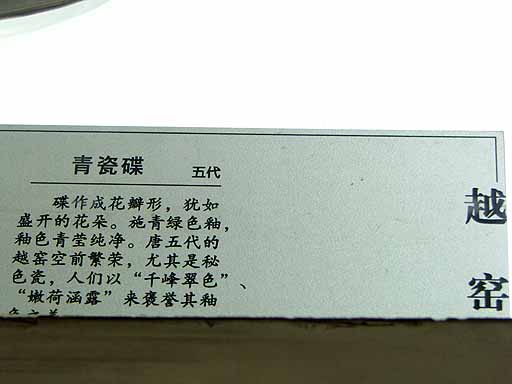 青瓷碟 五代
碟作成花瓣形，犹如
盛开的花朵。施青绿色釉，
釉色青莹纯净。唐五代的
越窑空前繁荣，尤其是秘
色瓷，人们以“千峰翠色”、
“嫩荷涵露”来褒誉其釉
色之美
越窑